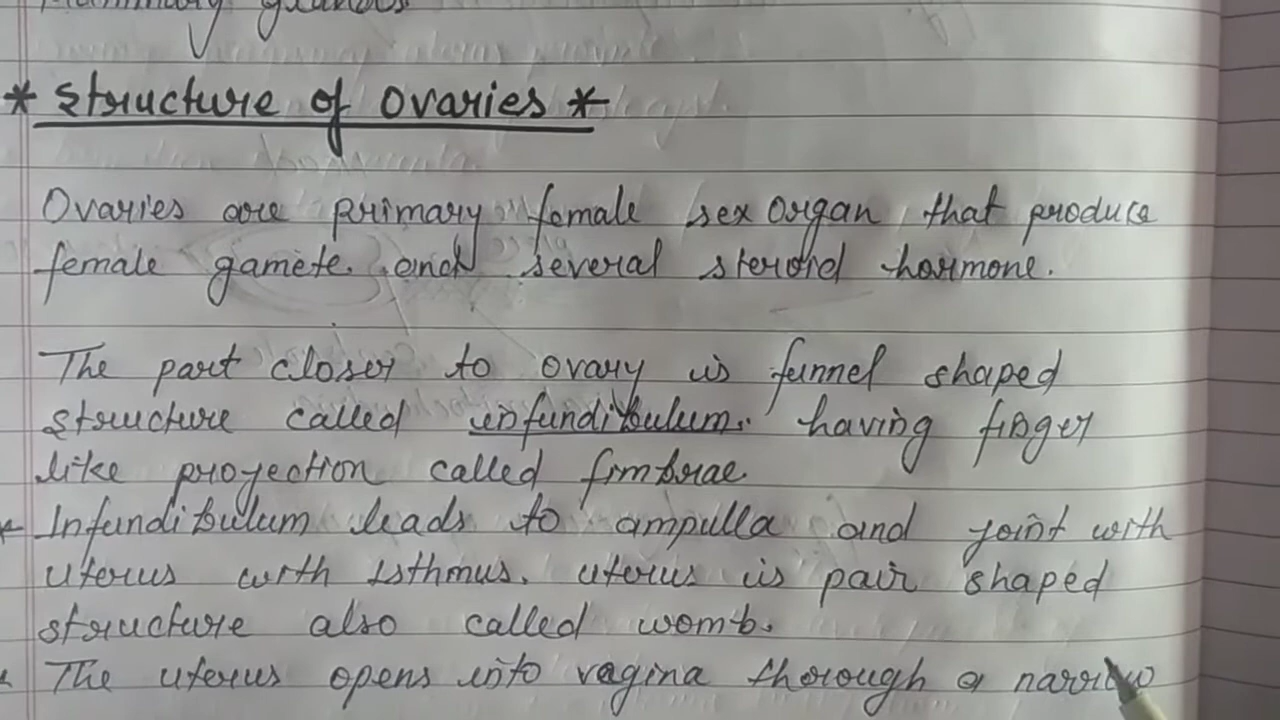 Mammary glands
* Structure of Ovaries *
Ovaries are primary female sex organ that produce
female gamete and several steroid hormone.
The part closer to ovary is funnel shaped
structure called infundibulum. having finger
like projection called fimbrae
* Infundibulum leads to ampulla and joint with
uterus with Isthmus. uterus is pair shaped
structure also called womb.
* The uterus opens into vagina thorough a narrow